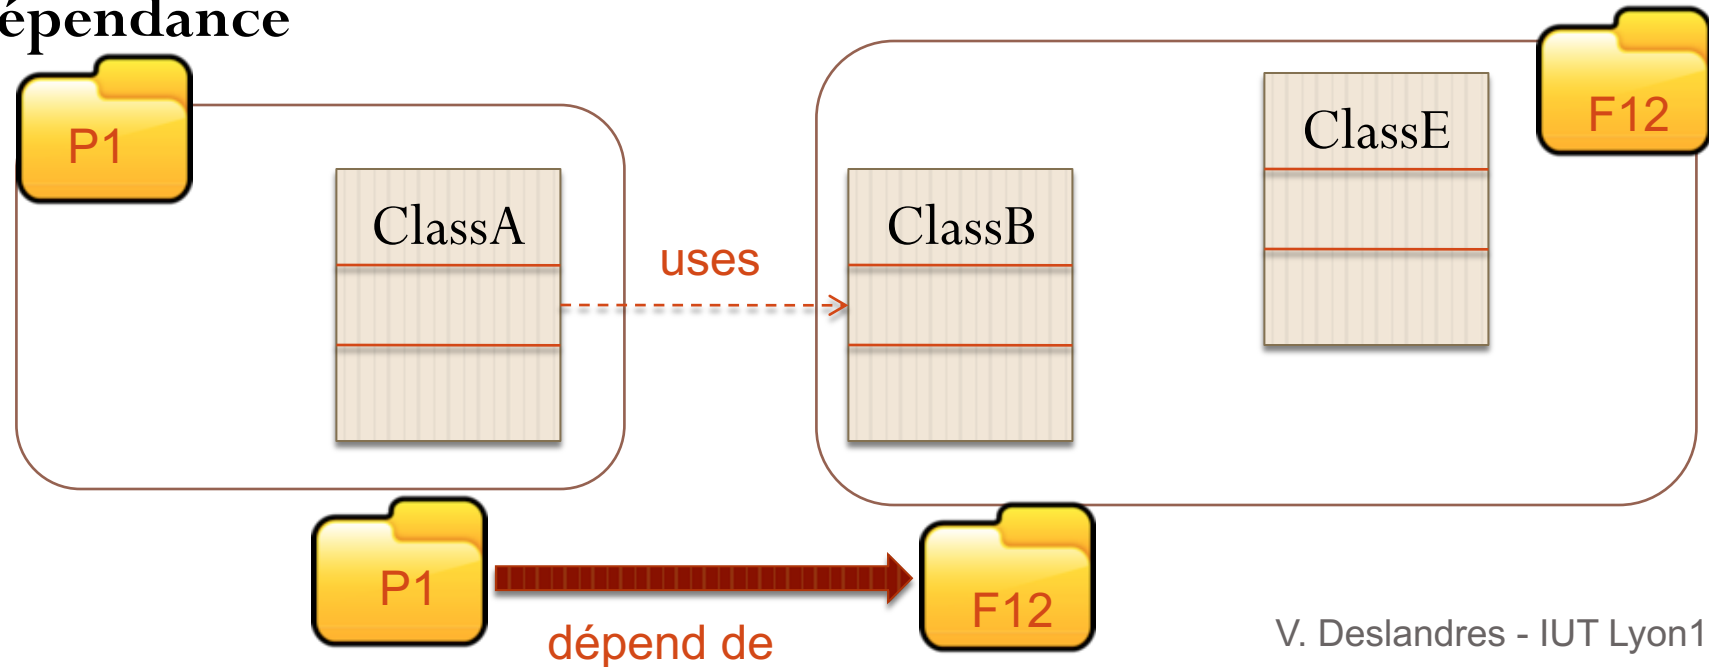 épendance
P1
F12
ClassE
ClassA
ClassB
uses
P1
F12
dépend de
V. Deslandres - IUT Lyon1